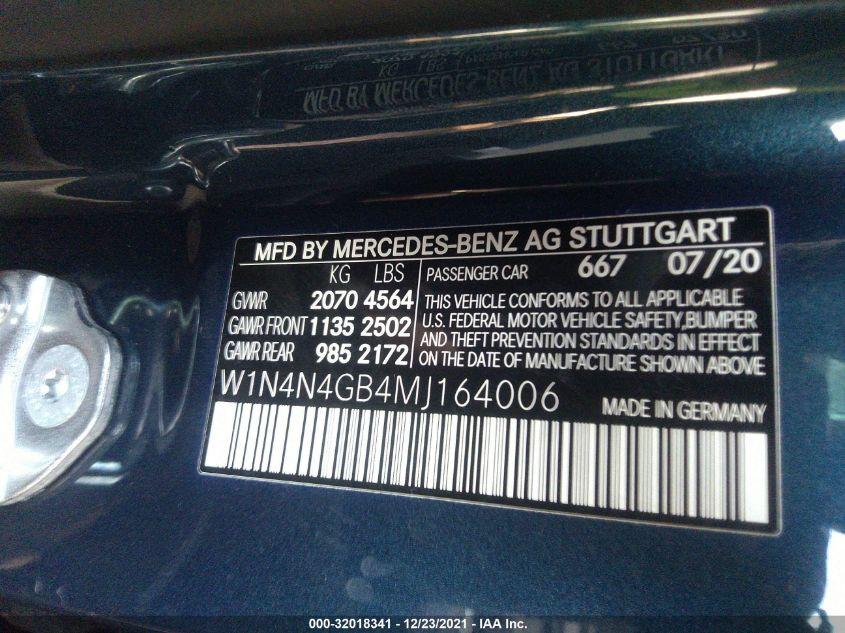 MFD BY MERCEDES-BENZ AG STUTTGART
KG LBS
GVWR 2070 4564
GAWR FRONT 1135 2502
GAWR REAR 985 2172
PASSENGER CAR 667 07/20
THIS VEHICLE CONFORMS TO ALL APPLICABLE
U.S. FEDERAL MOTOR VEHICLE SAFETY,BUMPER
AND THEFT PREVENTION STANDARDS IN EFFECT
ON THE DATE OF MANUFACTURE SHOWN ABOVE
W1N4N4GB4MJ164006
MADE IN GERMANY
000-32018341 - 12/23/2021 - IAA Inc.